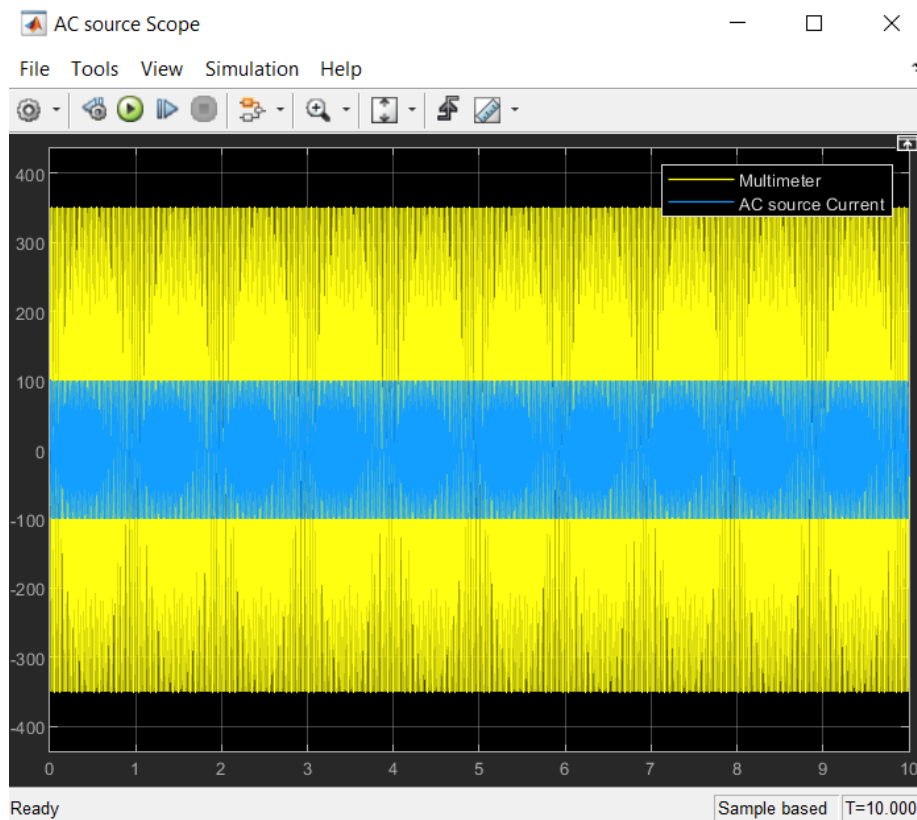 AC source Scope
File Tools View Simulation Help
Multimeter
AC source Current
400
300
200
100
0
-100
-200
-300
-400
0 1 2 3 4 5 6 7 8 9 10
Ready Sample based T=10.000